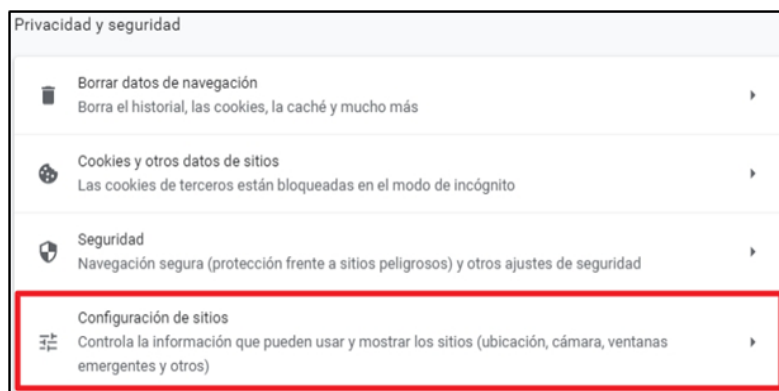 Privacidad y seguridad
Borrar datos de navegación
Borra el historial, las cookies, la caché y mucho más
Cookies y otros datos de sitios
Las cookies de terceros están bloqueadas en el modo de incógnito
Seguridad
Navegación segura (protección frente a sitios peligrosos) y otros ajustes de seguridad
Configuración de sitios
Controla la información que pueden usar y mostrar los sitios (ubicación, cámara, ventanas
emergentes y otros)